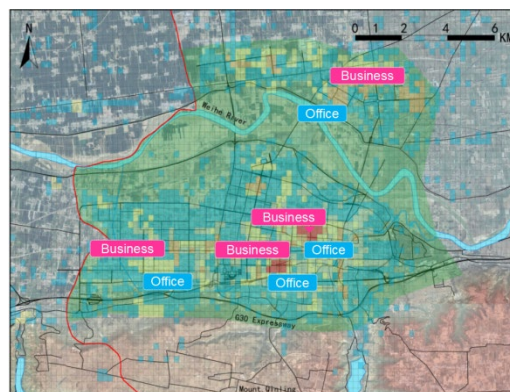 N
0 1 2 4 6
KM
Business
Office
Weihe River
Business
Business
Business
Office
Office
Office
G30 Expressway
Mount Qinling